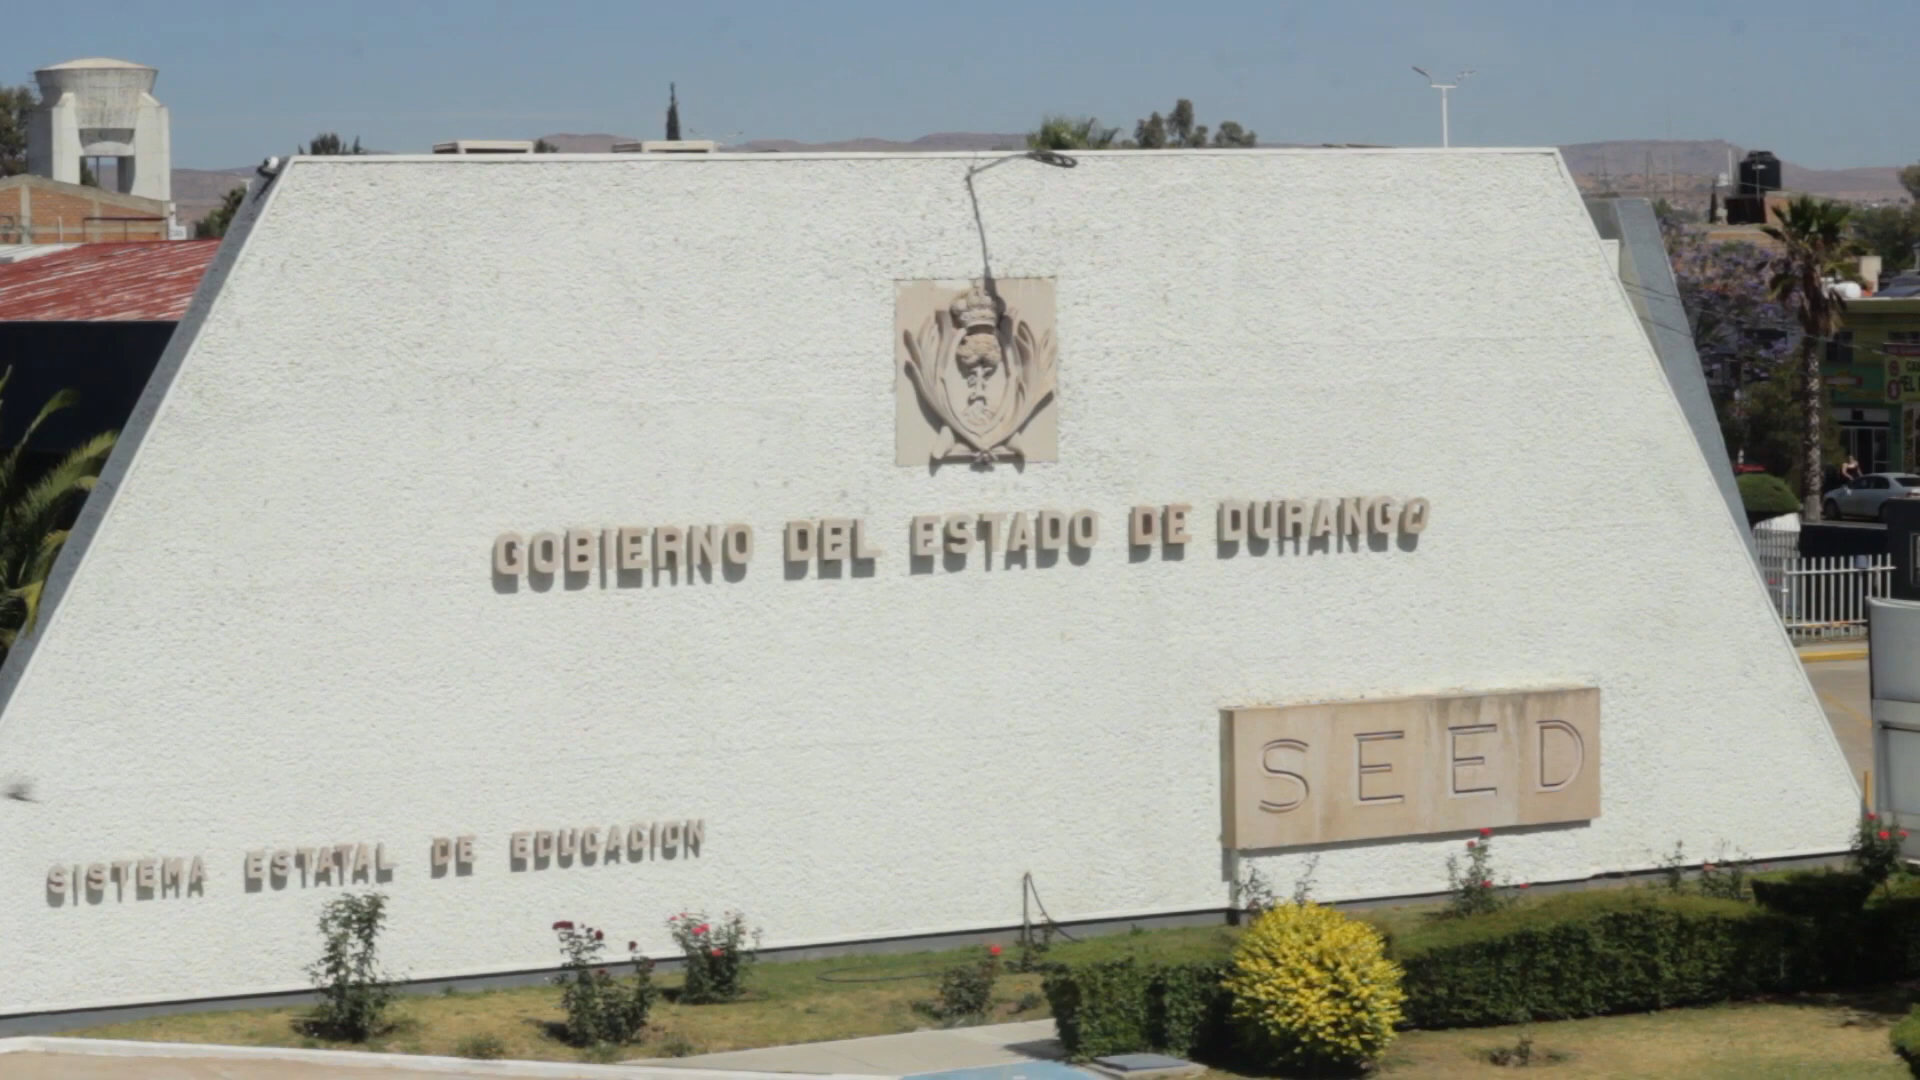 GOBIERNO DEL ESTADO DE DURANGO
SEED
SISTEMA ESTATAL DE EDUCACION